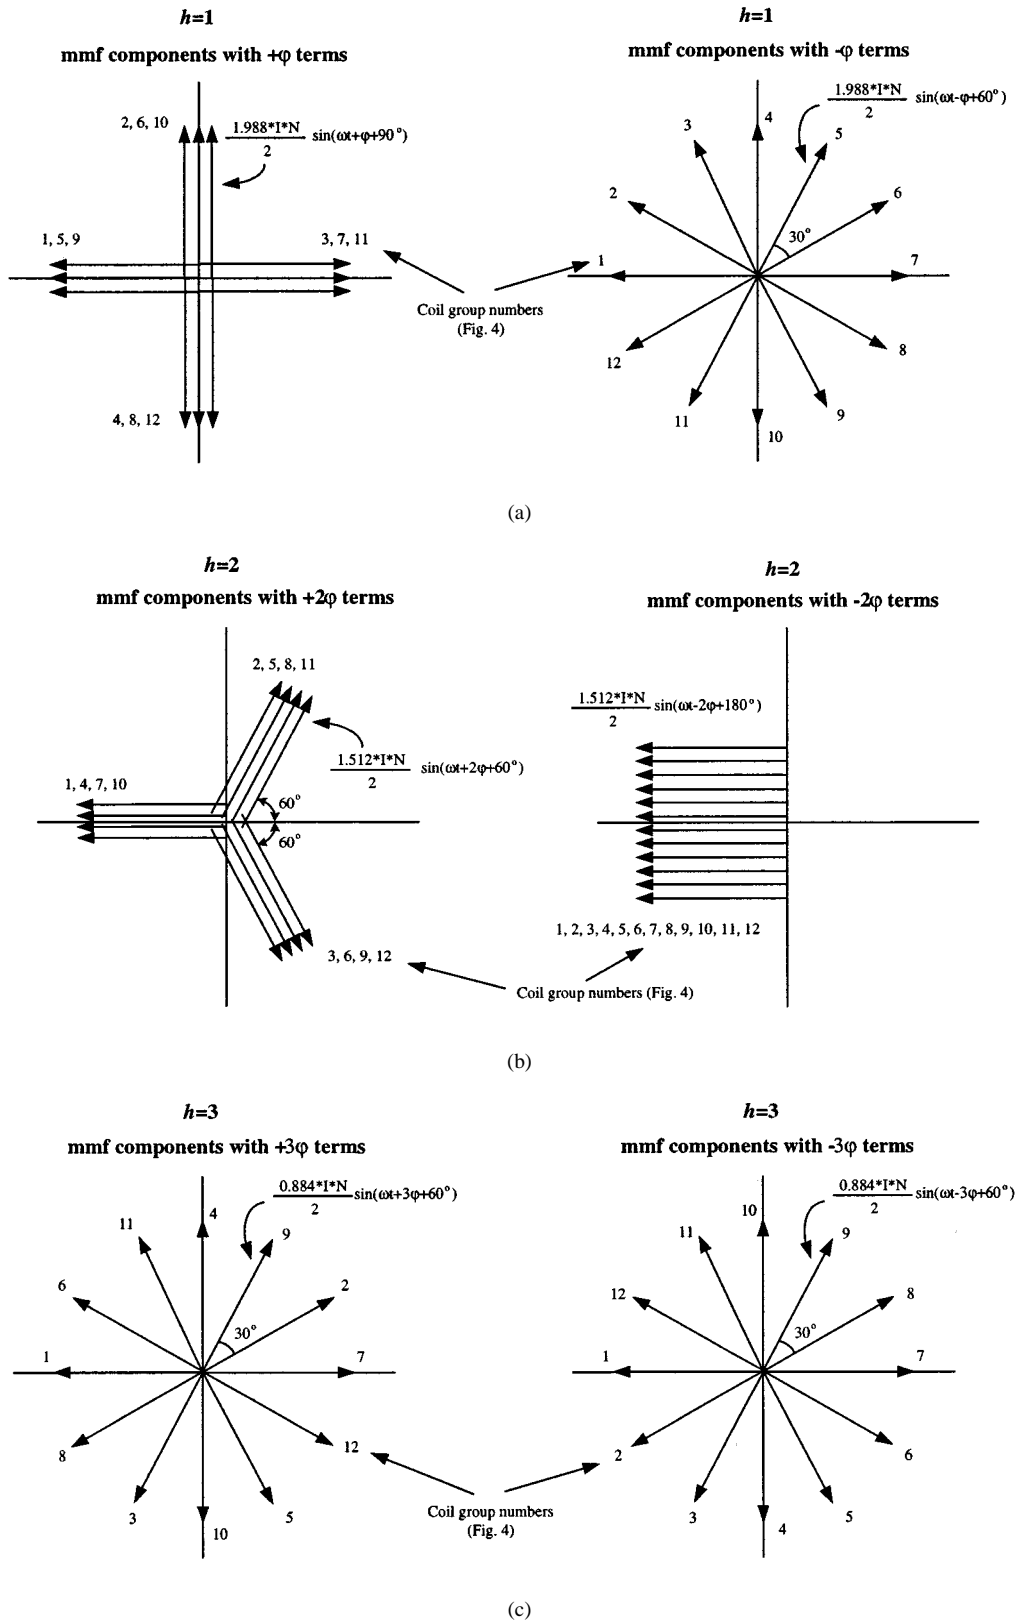 h=1
mmf components with +φ terms
2, 6, 10
1.988*I*N
2
sin(ωt+φ+90°)
1, 5, 9
3, 7, 11
4, 8, 12
h=1
mmf components with -φ terms
1.988*I*N
2
sin(ωt-φ+60°)
4
3
5
2
6
30°
1
7
12
8
11
9
10
Coil group numbers
(Fig. 4)
(a)
h=2
mmf components with +2φ terms
2, 5, 8, 11
1.512*I*N
2
sin(ωt+2φ+60°)
1, 4, 7, 10
60°
60°
3, 6, 9, 12
h=2
mmf components with -2φ terms
1.512*I*N
2
sin(ωt-2φ+180°)
1, 2, 3, 4, 5, 6, 7, 8, 9, 10, 11, 12
Coil group numbers (Fig. 4)
(b)
h=3
mmf components with +3φ terms
0.884*I*N
2
sin(ωt+3φ+60°)
4
11
9
6
2
30°
1
7
8
12
3
5
10
h=3
mmf components with -3φ terms
0.884*I*N
2
sin(ωt-3φ+60°)
10
11
9
12
8
30°
1
7
2
6
3
5
4
Coil group numbers
(Fig. 4)
(c)